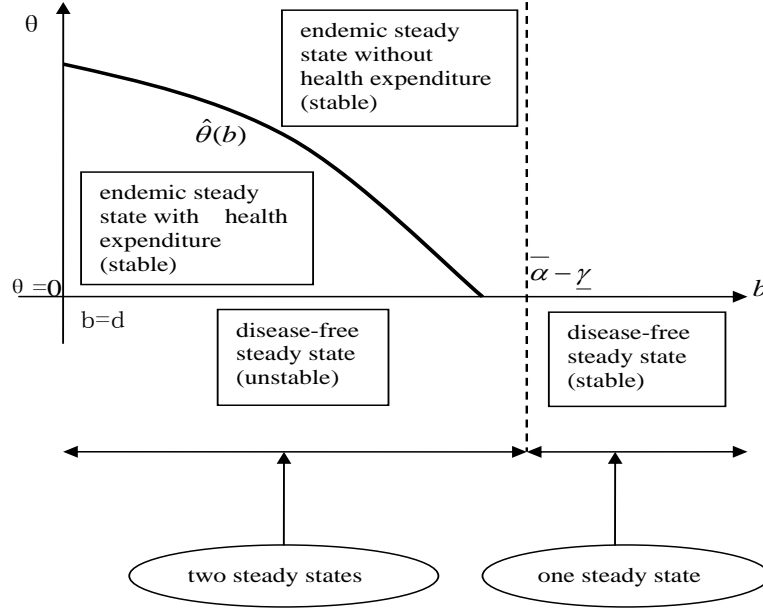 θ
endemic steady
state without
health expenditure
(stable)
θ̂(b)
endemic steady
state with health
expenditure
(stable)
θ=0
α̅ − γ̲
b
b=d
disease-free
steady state
(unstable)
disease-free
steady state
(stable)
two steady states
one steady state